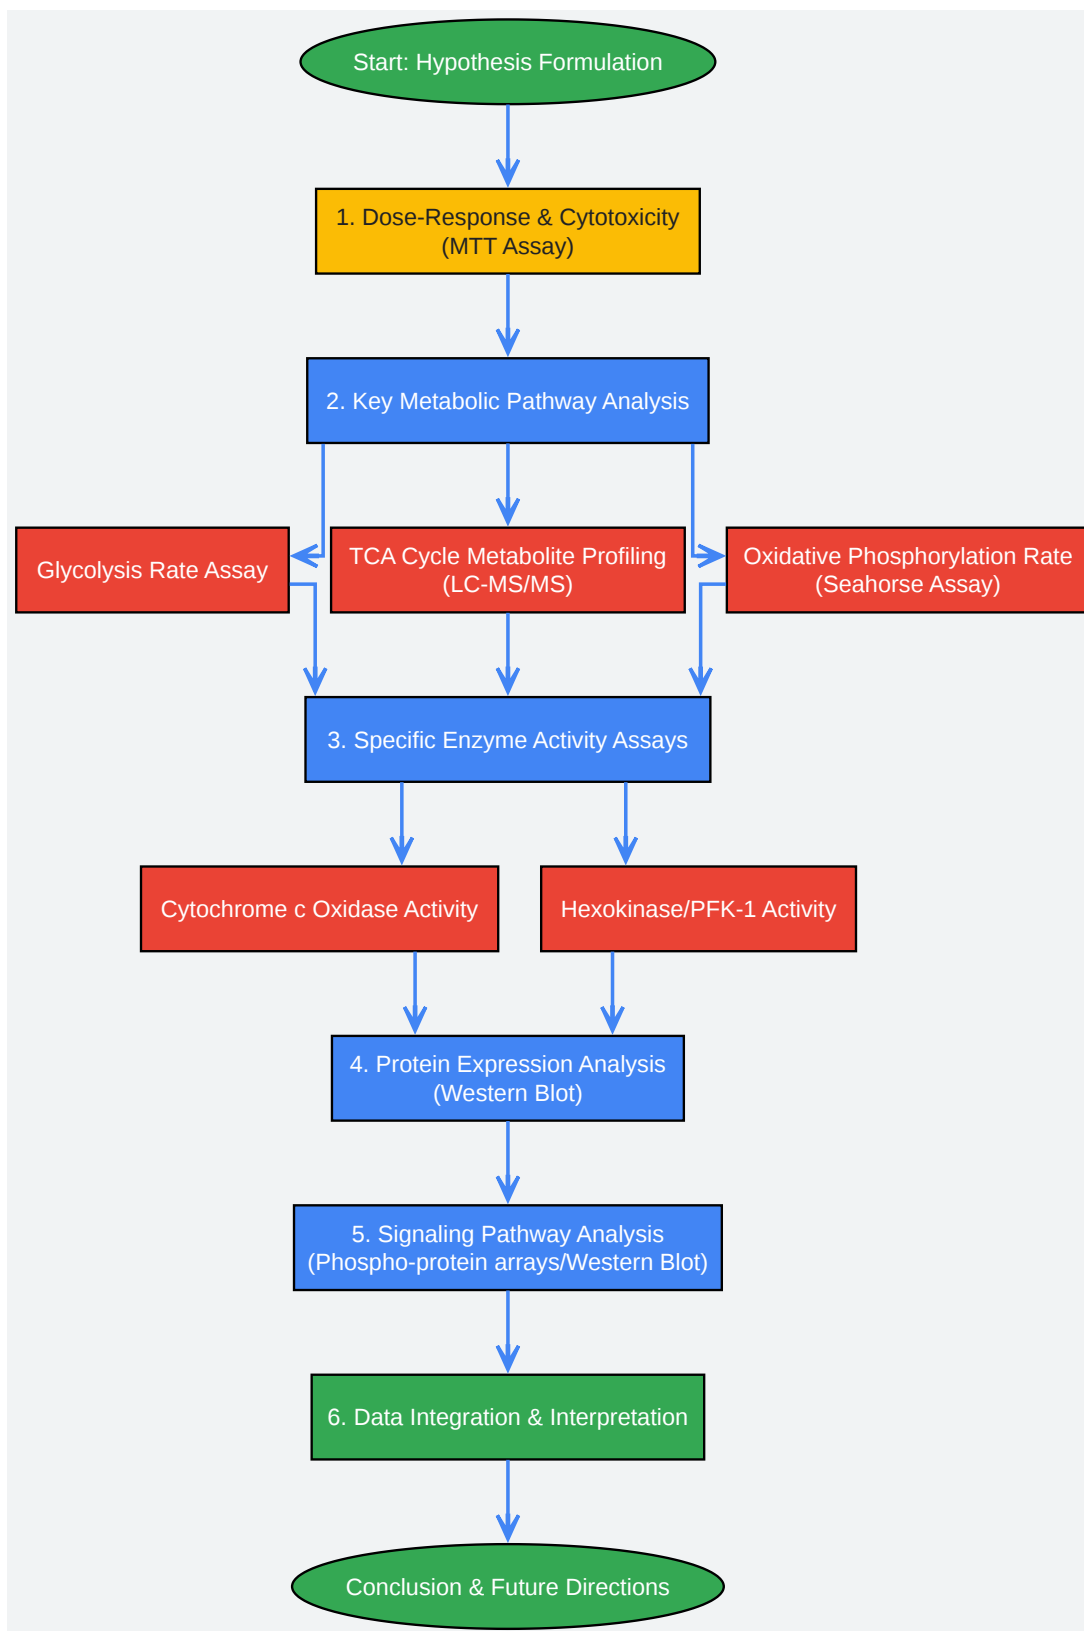 Start: Hypothesis Formulation
1. Dose-Response & Cytotoxicity
(MTT Assay)
2. Key Metabolic Pathway Analysis
Glycolysis Rate Assay
TCA Cycle Metabolite Profiling
(LC-MS/MS)
Oxidative Phosphorylation Rate
(Seahorse Assay)
3. Specific Enzyme Activity Assays
Cytochrome c Oxidase Activity
Hexokinase/PFK-1 Activity
4. Protein Expression Analysis
(Western Blot)
5. Signaling Pathway Analysis
(Phospho-protein arrays/Western Blot)
6. Data Integration & Interpretation
Conclusion & Future Directions